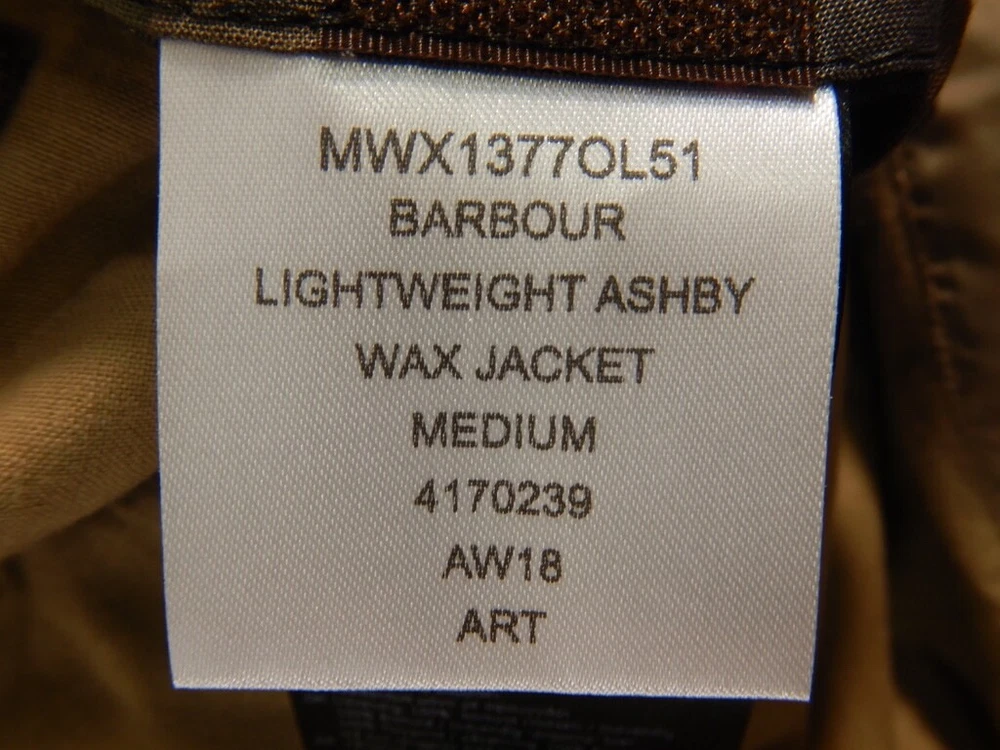 MWX1377OL51
BARBOUR
LIGHTWEIGHT ASHBY
WAX JACKET
MEDIUM
4170239
AW18
ART